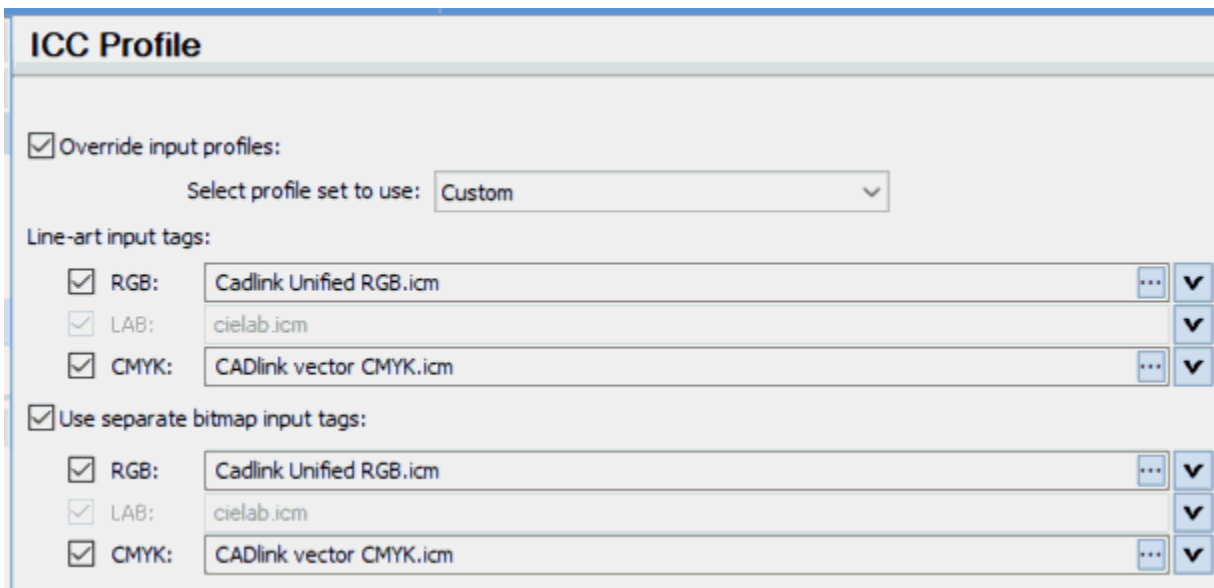 ICC Profile
Override input profiles:
Select profile set to use: Custom
Line-art input tags:
RGB: Cadlink Unified RGB.icm ...
LAB: cielab.icm
CMYK: CADlink vector CMYK.icm ...
Use separate bitmap input tags:
RGB: Cadlink Unified RGB.icm ...
LAB: cielab.icm
CMYK: CADlink vector CMYK.icm ...